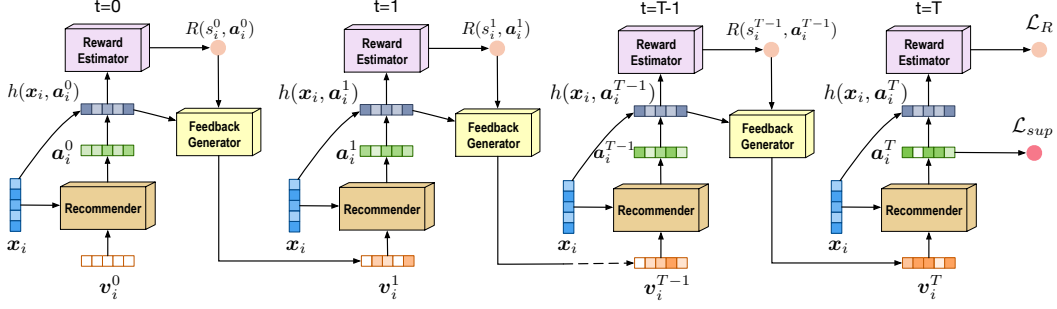 t=0
t=1
t=T-1
t=T
Reward
Estimator
R(s_i^0, a_i^0)
Reward
Estimator
R(s_i^1, a_i^1)
Reward
Estimator
R(s_i^{T-1}, a_i^{T-1})
Reward
Estimator
ℒ_R
h(x_i, a_i^0)
Feedback
Generator
h(x_i, a_i^1)
Feedback
Generator
h(x_i, a_i^{T-1})
Feedback
Generator
h(x_i, a_i^T)
ℒ_{sup}
a_i^0
a_i^1
a_i^{T-1}
a_i^T
Recommender
Recommender
Recommender
Recommender
x_i
x_i
x_i
x_i
v_i^0
v_i^1
v_i^{T-1}
v_i^T